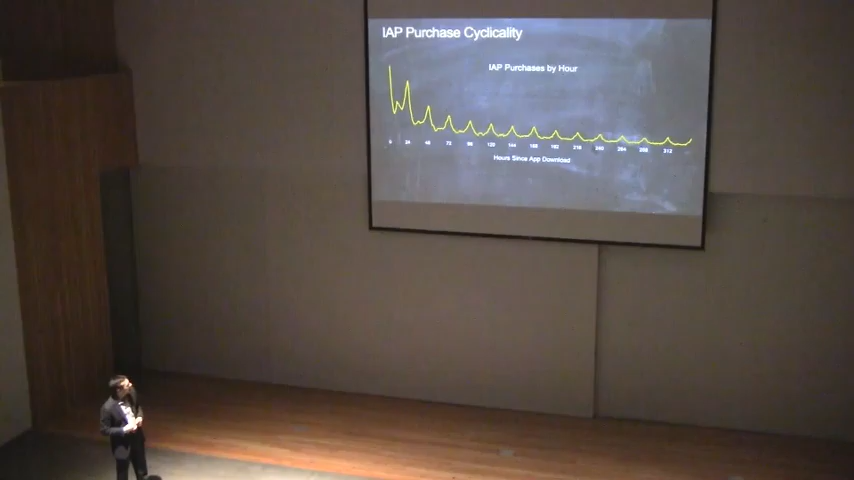 IAP Purchase Cyclicality
IAP Purchases by Hour
0 24 48 72 96 120 144 168 192 216 240 264 288 312
Hours Since App Download